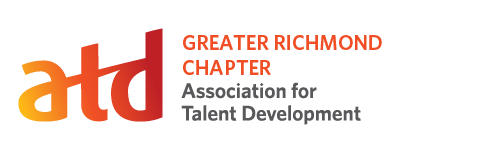 atd
GREATER RICHMOND
CHAPTER
Association for
Talent Development